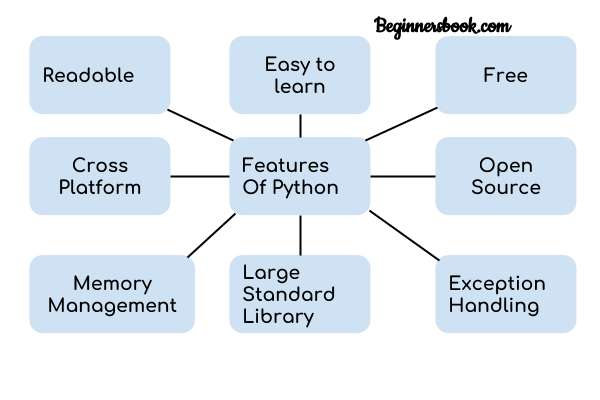 Beginnersbook.com
Readable
Easy to
learn
Free
Cross
Platform
Features
Of Python
Open
Source
Memory
Management
Large
Standard
Library
Exception
Handling